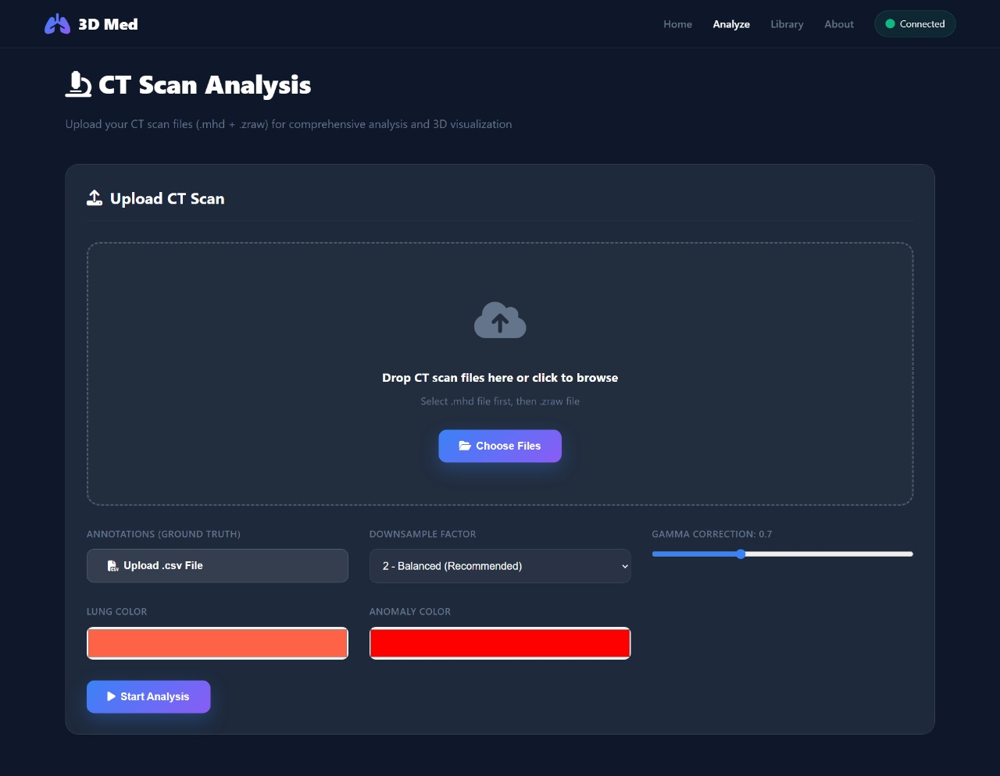 3D Med
Home Analyze Library About Connected
CT Scan Analysis
Upload your CT scan files (.mhd + .zraw) for comprehensive analysis and 3D visualization
Upload CT Scan
Drop CT scan files here or click to browse
Select .mhd file first, then .zraw file
Choose Files
ANNOTATIONS (GROUND TRUTH) DOWNSAMPLE FACTOR GAMMA CORRECTION: 0.7
CSV Upload .csv File 2 - Balanced (Recommended)
LUNG COLOR ANOMALY COLOR
Start Analysis